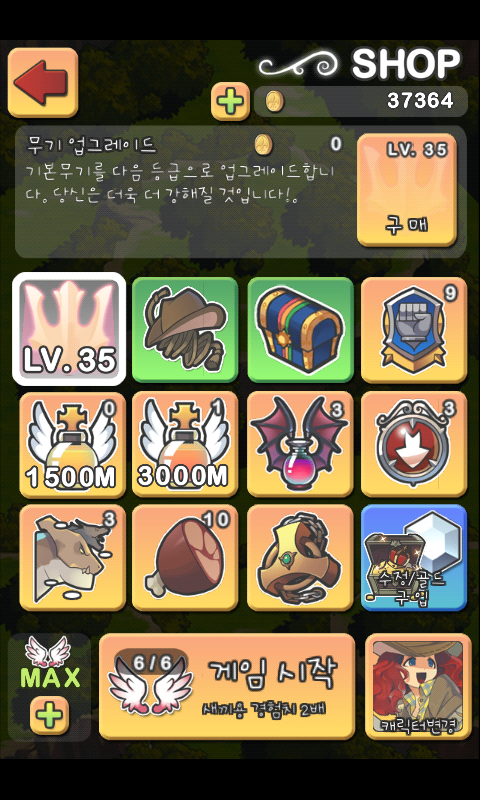 SHOP
37364
무기 업그레이드
0
기본무기를 다음 등급으로 업그레이드합니
다. 당신은 더욱 더 강해질 것입니다!
LV. 35
구매
LV. 35
9
0
1500M
1
3000M
3
3
3
10
수정/골드
구입
MAX
6/6
게임 시작
새끼용 경험치 2배
캐릭터변경